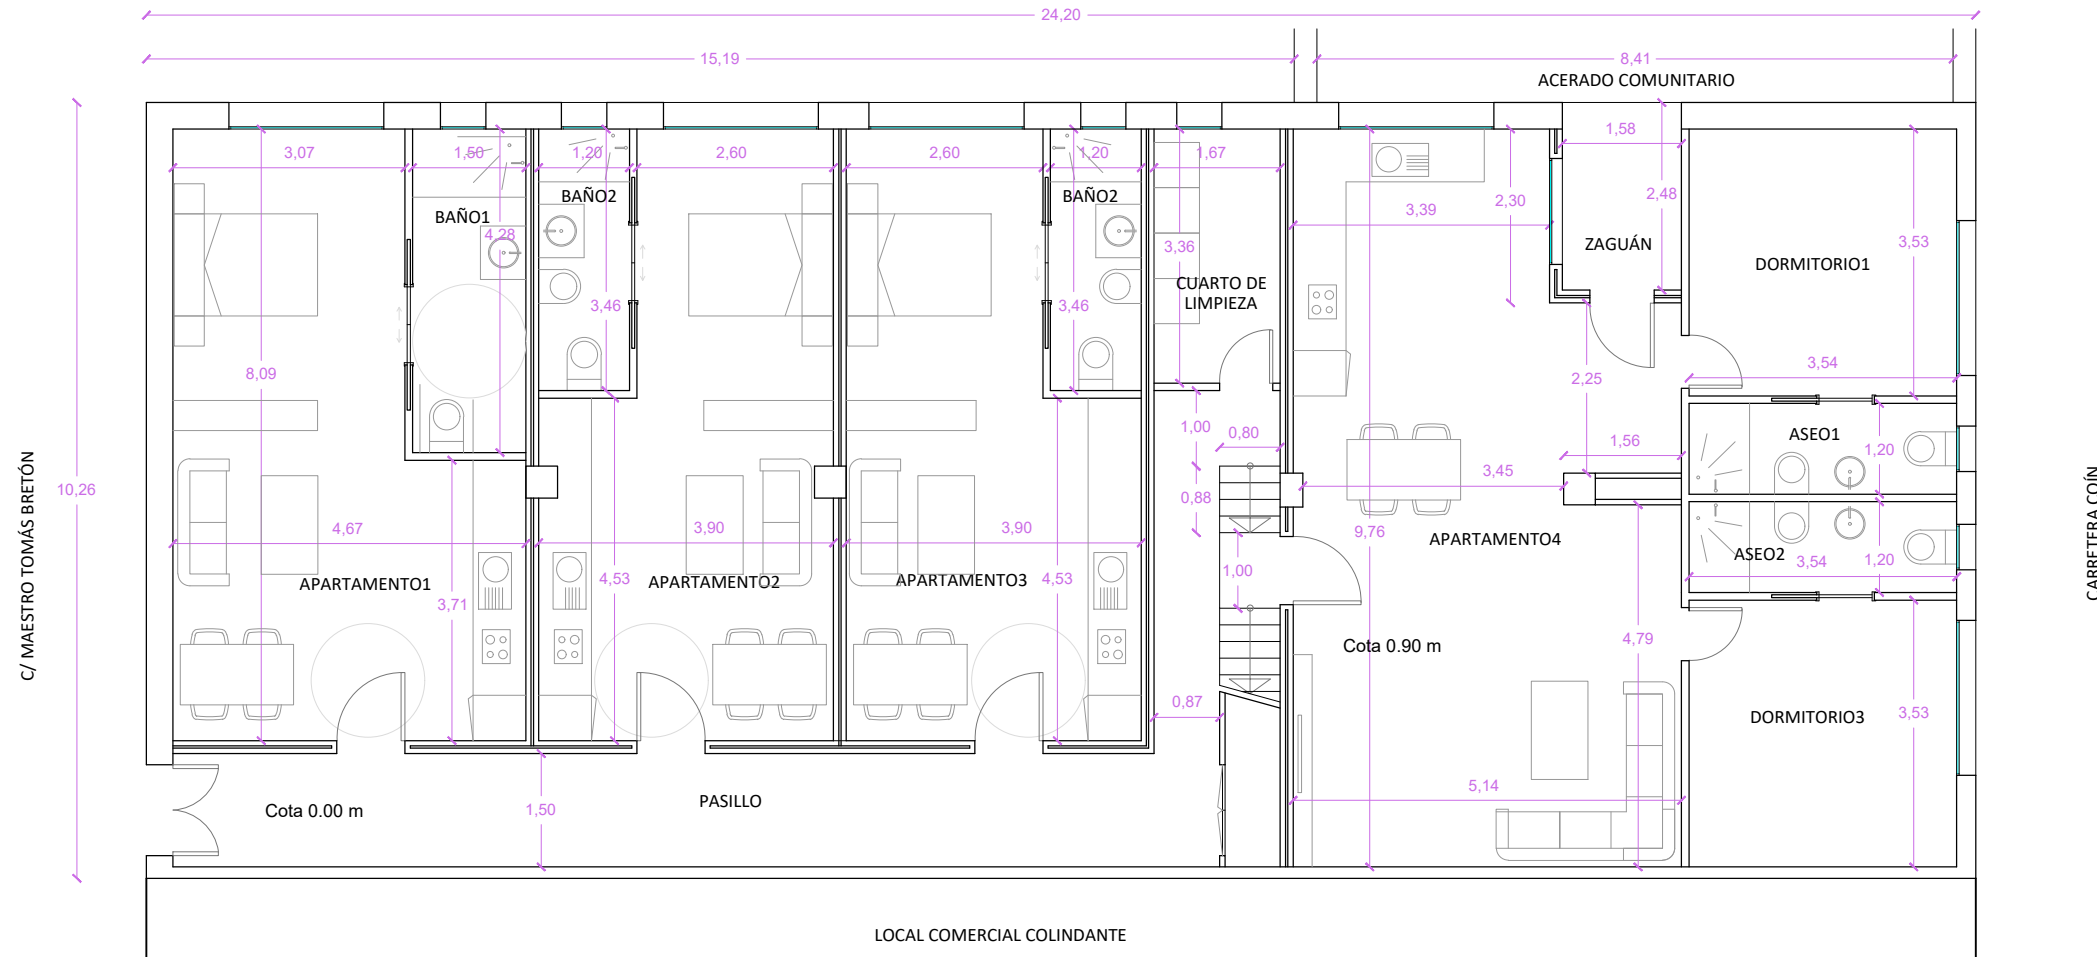 24,20
15,19
8,41
ACERADO COMUNITARIO
3,07
1,50
1,20
2,60
2,60
1,20
1,67
1,58
BAÑO1
BAÑO2
BAÑO2
4,28
3,39
2,30
2,48
ZAGUÁN
3,53
3,36
DORMITORIO1
CUARTO DE
LIMPIEZA
3,46
3,46
8,09
2,25
3,54
1,00
0,80
1,56
ASEO1
1,20
C/ MAESTRO TOMÁS BRETÓN
10,26
3,45
0,88
CARRETERA COÍN
4,67
3,90
3,90
9,76
APARTAMENTO4
ASEO2
3,54
1,20
APARTAMENTO1
4,53
APARTAMENTO2
APARTAMENTO3
4,53
1,00
3,71
Cota 0.90 m
4,79
0,87
DORMITORIO3
3,53
5,14
PASILLO
Cota 0.00 m
1,50
LOCAL COMERCIAL COLINDANTE